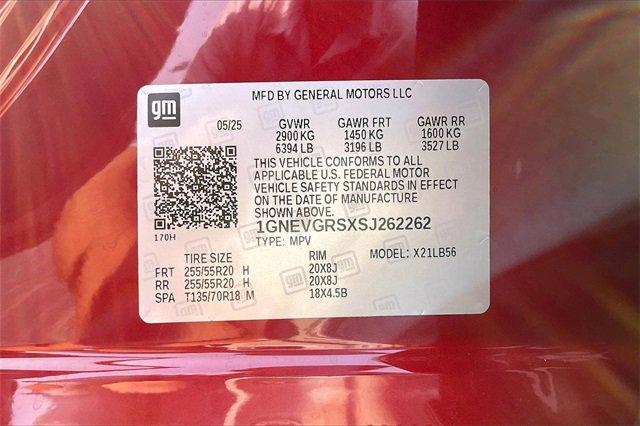 gm
MFD BY GENERAL MOTORS LLC
05/25 GVWR GAWR FRT GAWR RR
2900 KG 1450 KG 1600 KG
6394 LB 3196 LB 3527 LB
THIS VEHICLE CONFORMS TO ALL
APPLICABLE U.S. FEDERAL MOTOR
VEHICLE SAFETY STANDARDS IN EFFECT
ON THE DATE OF MANUFACTURE
SHOWN ABOVE.
170H
1GNEVGRSXSJ262262
TYPE: MPV
TIRE SIZE RIM MODEL: X21LB56
FRT 255/55R20 H 20X8J
RR 255/55R20 H 20X8J
SPA T135/70R18 M 18X4.5B